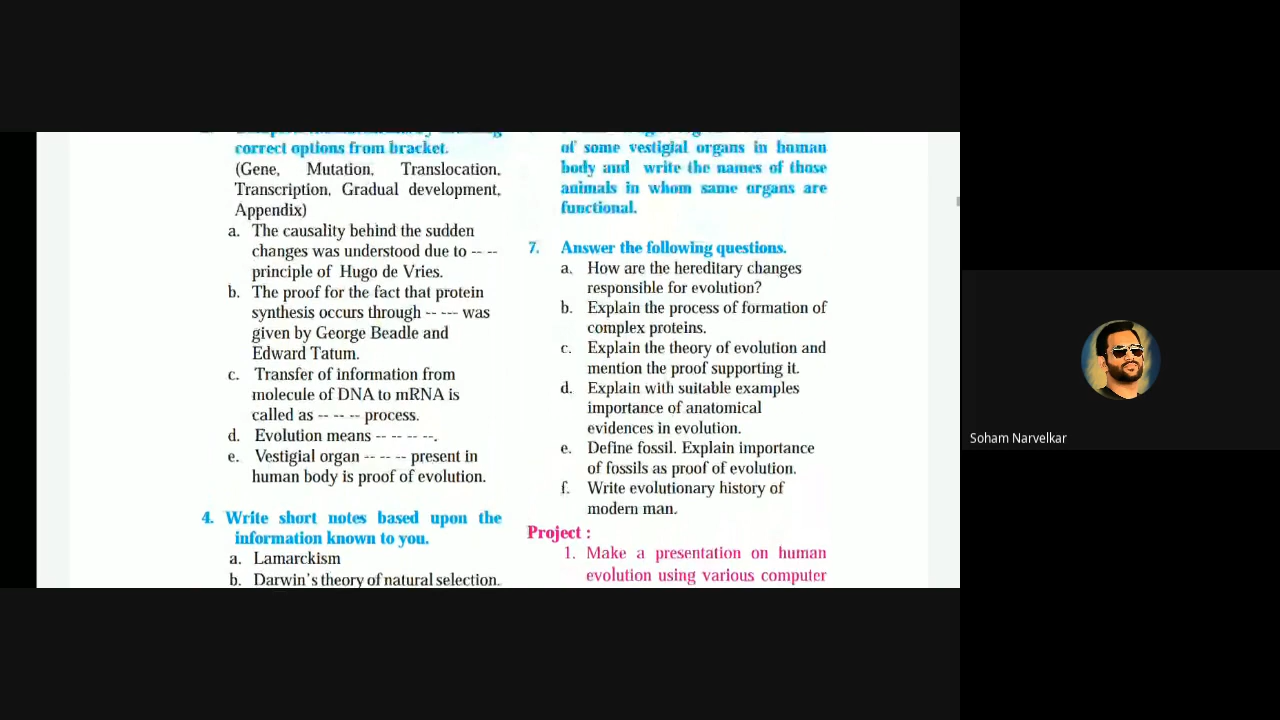 correct options from bracket.
(Gene, Mutation, Translocation,
Transcription, Gradual development,
Appendix)
a. The causality behind the sudden
changes was understood due to -- --
principle of Hugo de Vries.
b. The proof for the fact that protein
synthesis occurs through -- --- was
given by George Beadle and
Edward Tatum.
c. Transfer of information from
molecule of DNA to mRNA is
called as -- -- -- process.
d. Evolution means -- -- -- --.
e. Vestigial organ -- -- -- present in
human body is proof of evolution.
4. Write short notes based upon the
information known to you.
a. Lamarckism
b. Darwin's theory of natural selection.
of some vestigial organs in human
body and write the names of those
animals in whom same organs are
functional.
7. Answer the following questions.
a. How are the hereditary changes
responsible for evolution?
b. Explain the process of formation of
complex proteins.
c. Explain the theory of evolution and
mention the proof supporting it.
d. Explain with suitable examples
importance of anatomical
evidences in evolution.
e. Define fossil. Explain importance
of fossils as proof of evolution.
f. Write evolutionary history of
modern man.
Project :
1. Make a presentation on human
evolution using various computer
Soham Narvelkar